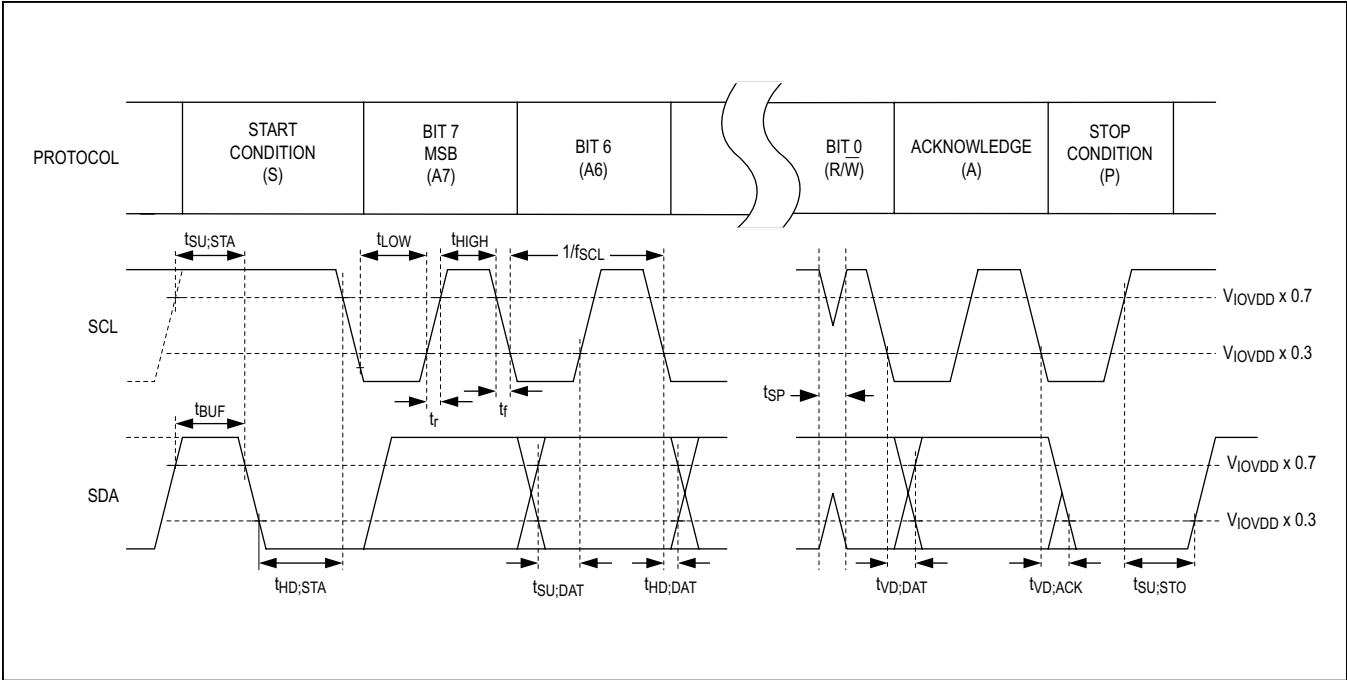 PROTOCOL
START
CONDITION
(S)
BIT 7
MSB
(A7)
BIT 6
(A6)
BIT 0
(R/W̅)
ACKNOWLEDGE
(A)
STOP
CONDITION
(P)
tSU;STA
tLOW
tHIGH
1/fSCL
VIOVDD x 0.7
SCL
VIOVDD x 0.3
tBUF
tr
tf
tSP
VIOVDD x 0.7
SDA
VIOVDD x 0.3
tHD;STA
tSU;DAT
tHD;DAT
tVD;DAT
tVD;ACK
tSU;STO